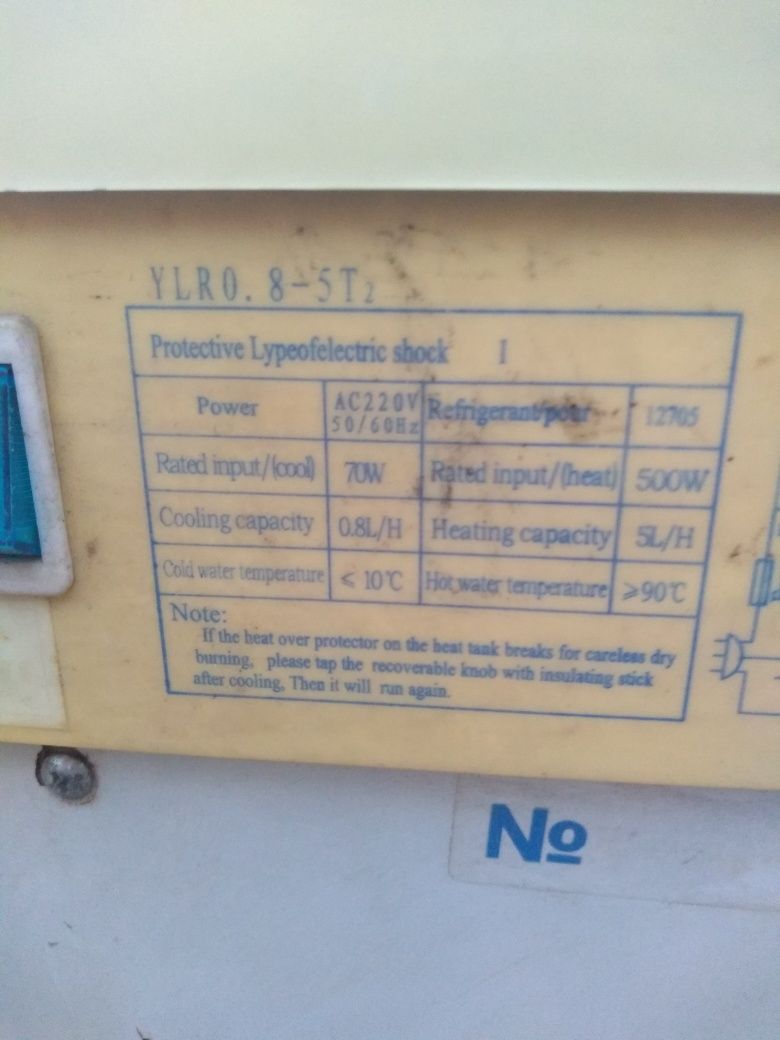 YLR0.8-5T2
Protective Lypeofelectric shock I
Power AC220V 50/60Hz Refrigerant/pour 12705
Rated input/(cool) 70W Rated input/(heat) 500W
Cooling capacity 0.8L/H Heating capacity 5L/H
Cold water temperature ≤ 10℃ Hot water temperature ≥90℃
Note:
If the heat over protector on the heat tank breaks for careless dry
burning, please tap the recoverable knob with insulating stick
after cooling, Then it will run again.
№